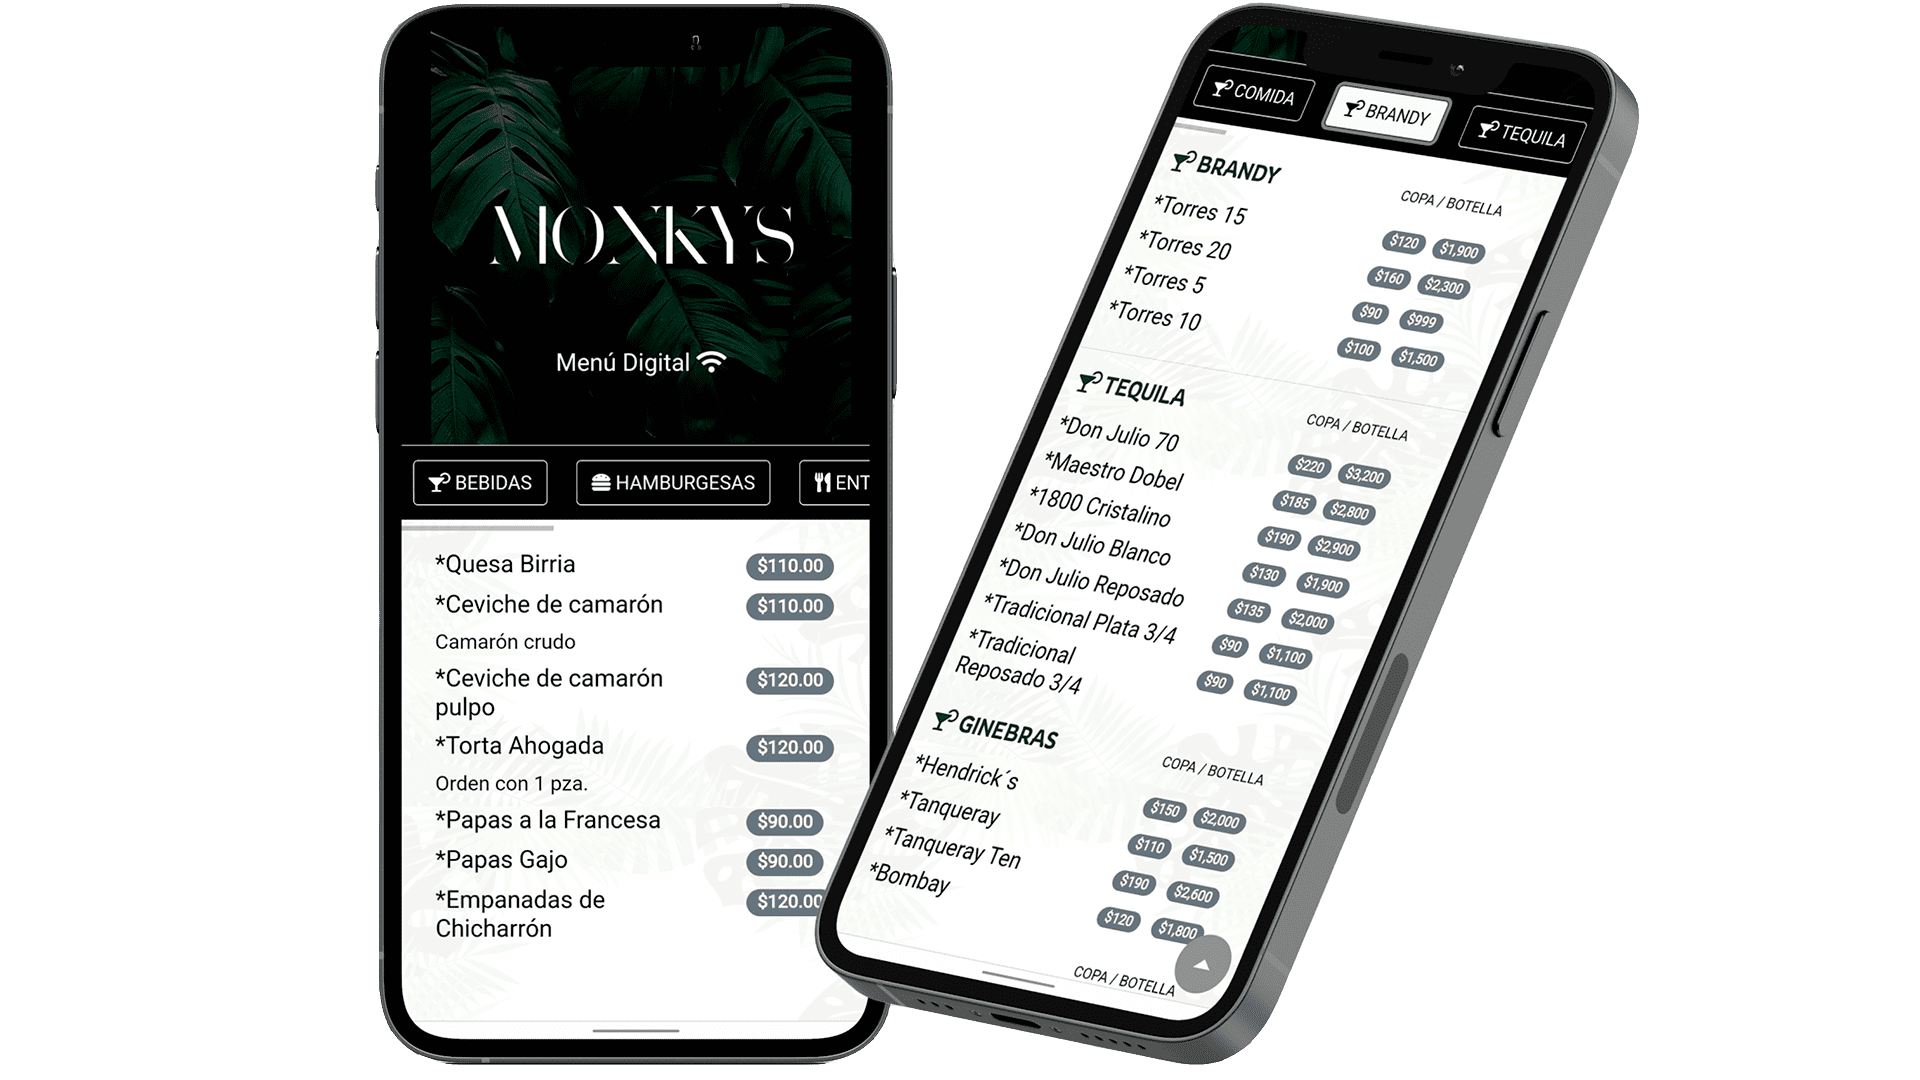 MONKYS
Menú Digital
BEBIDAS
HAMBURGESAS
ENT
*Quesa Birria $110.00
*Ceviche de camarón $110.00
Camarón crudo
*Ceviche de camarón $120.00
pulpo
*Torta Ahogada $120.00
Orden con 1 pza.
*Papas a la Francesa $90.00
*Papas Gajo $90.00
*Empanadas de $120.00
Chicharrón
COMIDA
BRANDY
TEQUILA
BRANDY
COPA / BOTELLA
*Torres 15 $120 $1,900
*Torres 20 $160 $2,300
*Torres 5 $90 $999
*Torres 10 $100 $1,500
TEQUILA
COPA / BOTELLA
*Don Julio 70 $220 $3,200
*Maestro Dobel $185 $2,800
*1800 Cristalino $190 $2,900
*Don Julio Blanco $130 $1,900
*Don Julio Reposado $135 $2,000
*Tradicional Plata 3/4 $90 $1,100
*Tradicional $90 $1,100
Reposado 3/4
GINEBRAS
COPA / BOTELLA
*Hendrick´s $150 $2,000
*Tanqueray $110 $1,500
*Tanqueray Ten $190 $2,600
*Bombay $120 $1,800
COPA / BOTELLA